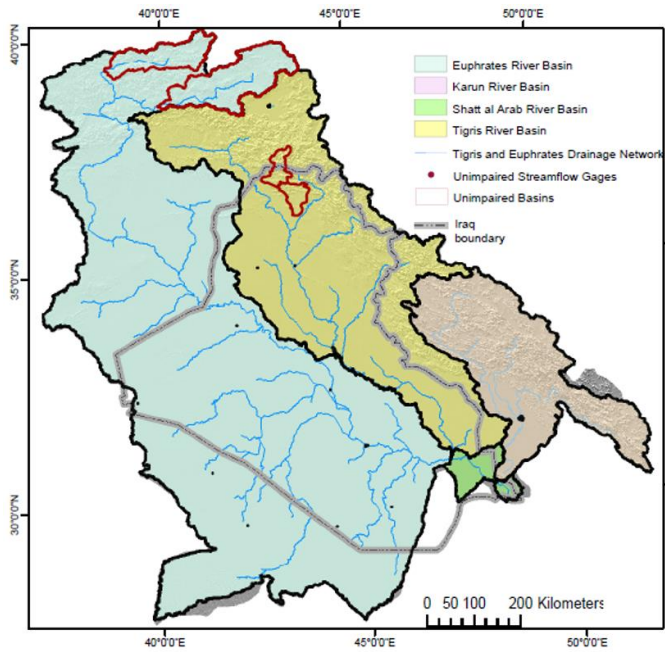 40°0'0"E 45°0'0"E 50°0'0"E
40°0'0"N
Euphrates River Basin
Karun River Basin
Shatt al Arab River Basin
Tigris River Basin
Tigris and Euphrates Drainage Network
Unimpaired Streamflow Gages
Unimpaired Basins
Iraq
boundary
35°0'0"N
30°0'0"N
0 50 100 200 Kilometers
40°0'0"E 45°0'0"E 50°0'0"E